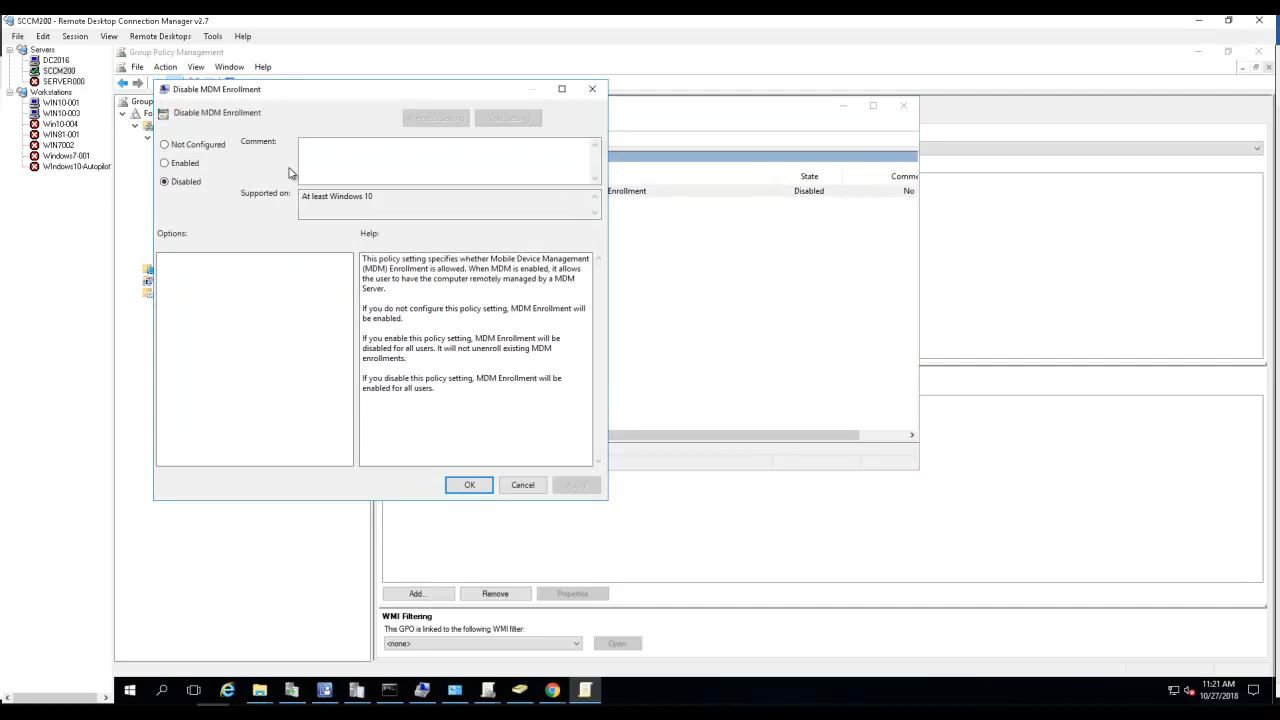 SCCM200 - Remote Desktop Connection Manager v2.7
File Edit Session View Remote Desktops Tools Help
Servers
DC2016
SCCM200
SERVER000
Workstations
WIN10-001
WIN10-003
Win10-004
WIN81-001
WIN7002
Windows7-001
Windows10-Autopilot
Group Policy Management
File Action View Window Help
Group
Fo
Disable MDM Enrollment
Disable MDM Enrollment
Previous Setting Next Setting
Not Configured
Enabled
Disabled
Comment:
Supported on:
At least Windows 10
Options:
Help:
This policy setting specifies whether Mobile Device Management
(MDM) Enrollment is allowed. When MDM is enabled, it allows
the user to have the computer remotely managed by a MDM
Server.
If you do not configure this policy setting, MDM Enrollment will
be enabled.
If you enable this policy setting, MDM Enrollment will be
disabled for all users. It will not unenroll existing MDM
enrollments.
If you disable this policy setting, MDM Enrollment will be
enabled for all users.
OK Cancel Apply
State Comme
Enrollment Disabled No
Add... Remove Properties
WMI Filtering
This GPO is linked to the following WMI filter:
<none> Open
11:21 AM
10/27/2018